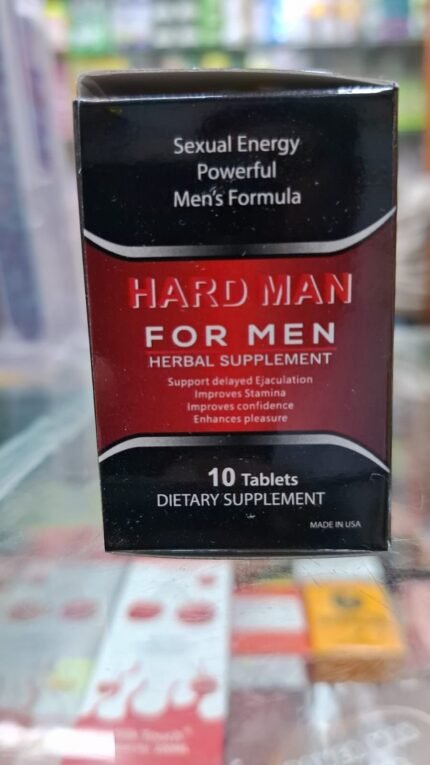 Sexual Energy
Powerful
Men's Formula
HARD MAN
FOR MEN
HERBAL SUPPLEMENT
Support delayed Ejaculation
Improves Stamina
Improves confidence
Enhances pleasure
10 Tablets
DIETARY SUPPLEMENT
MADE IN USA